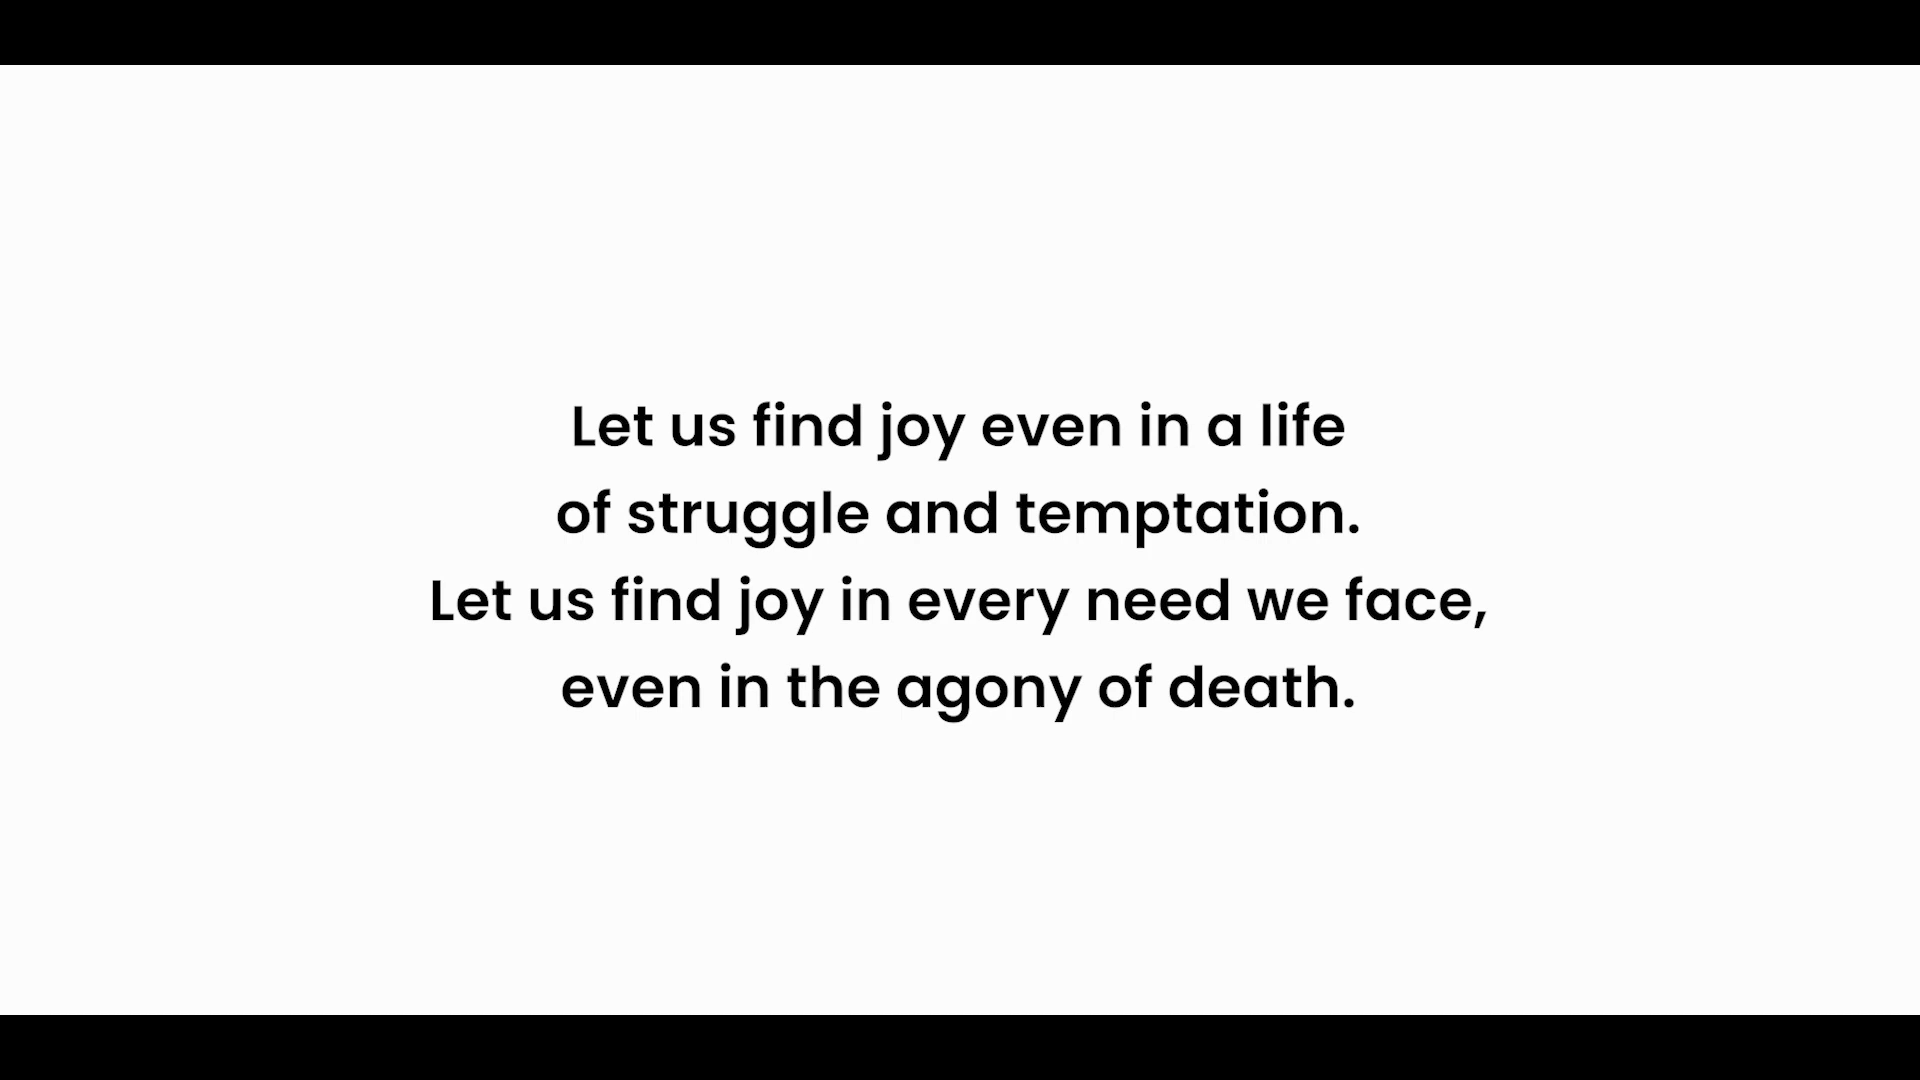 Let us find joy even in a life
of struggle and temptation.
Let us find joy in every need we face,
even in the agony of death.